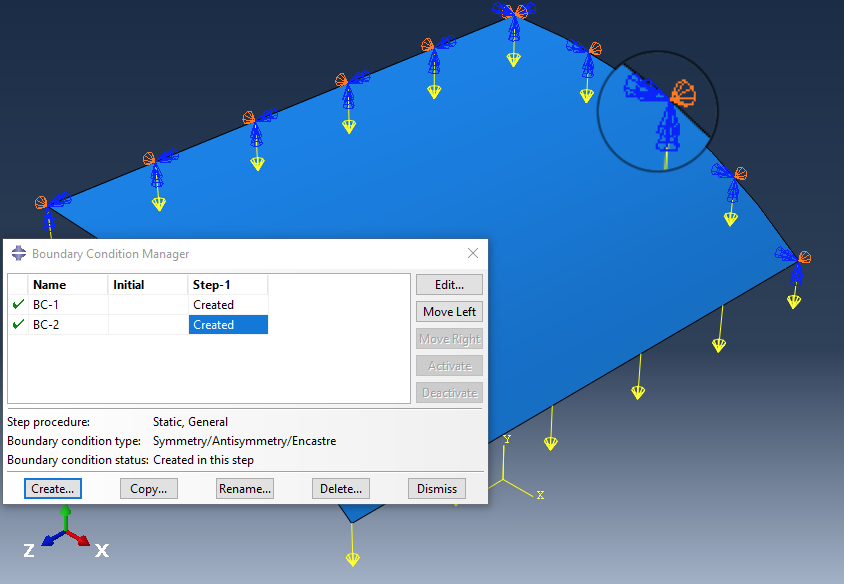 Boundary Condition Manager
Name Initial Step-1
BC-1 Created
BC-2 Created
Edit...
Move Left
Move Right
Activate
Deactivate
Step procedure: Static, General
Boundary condition type: Symmetry/Antisymmetry/Encastre
Boundary condition status: Created in this step
Create... Copy... Rename... Delete... Dismiss
Y
X
Z X